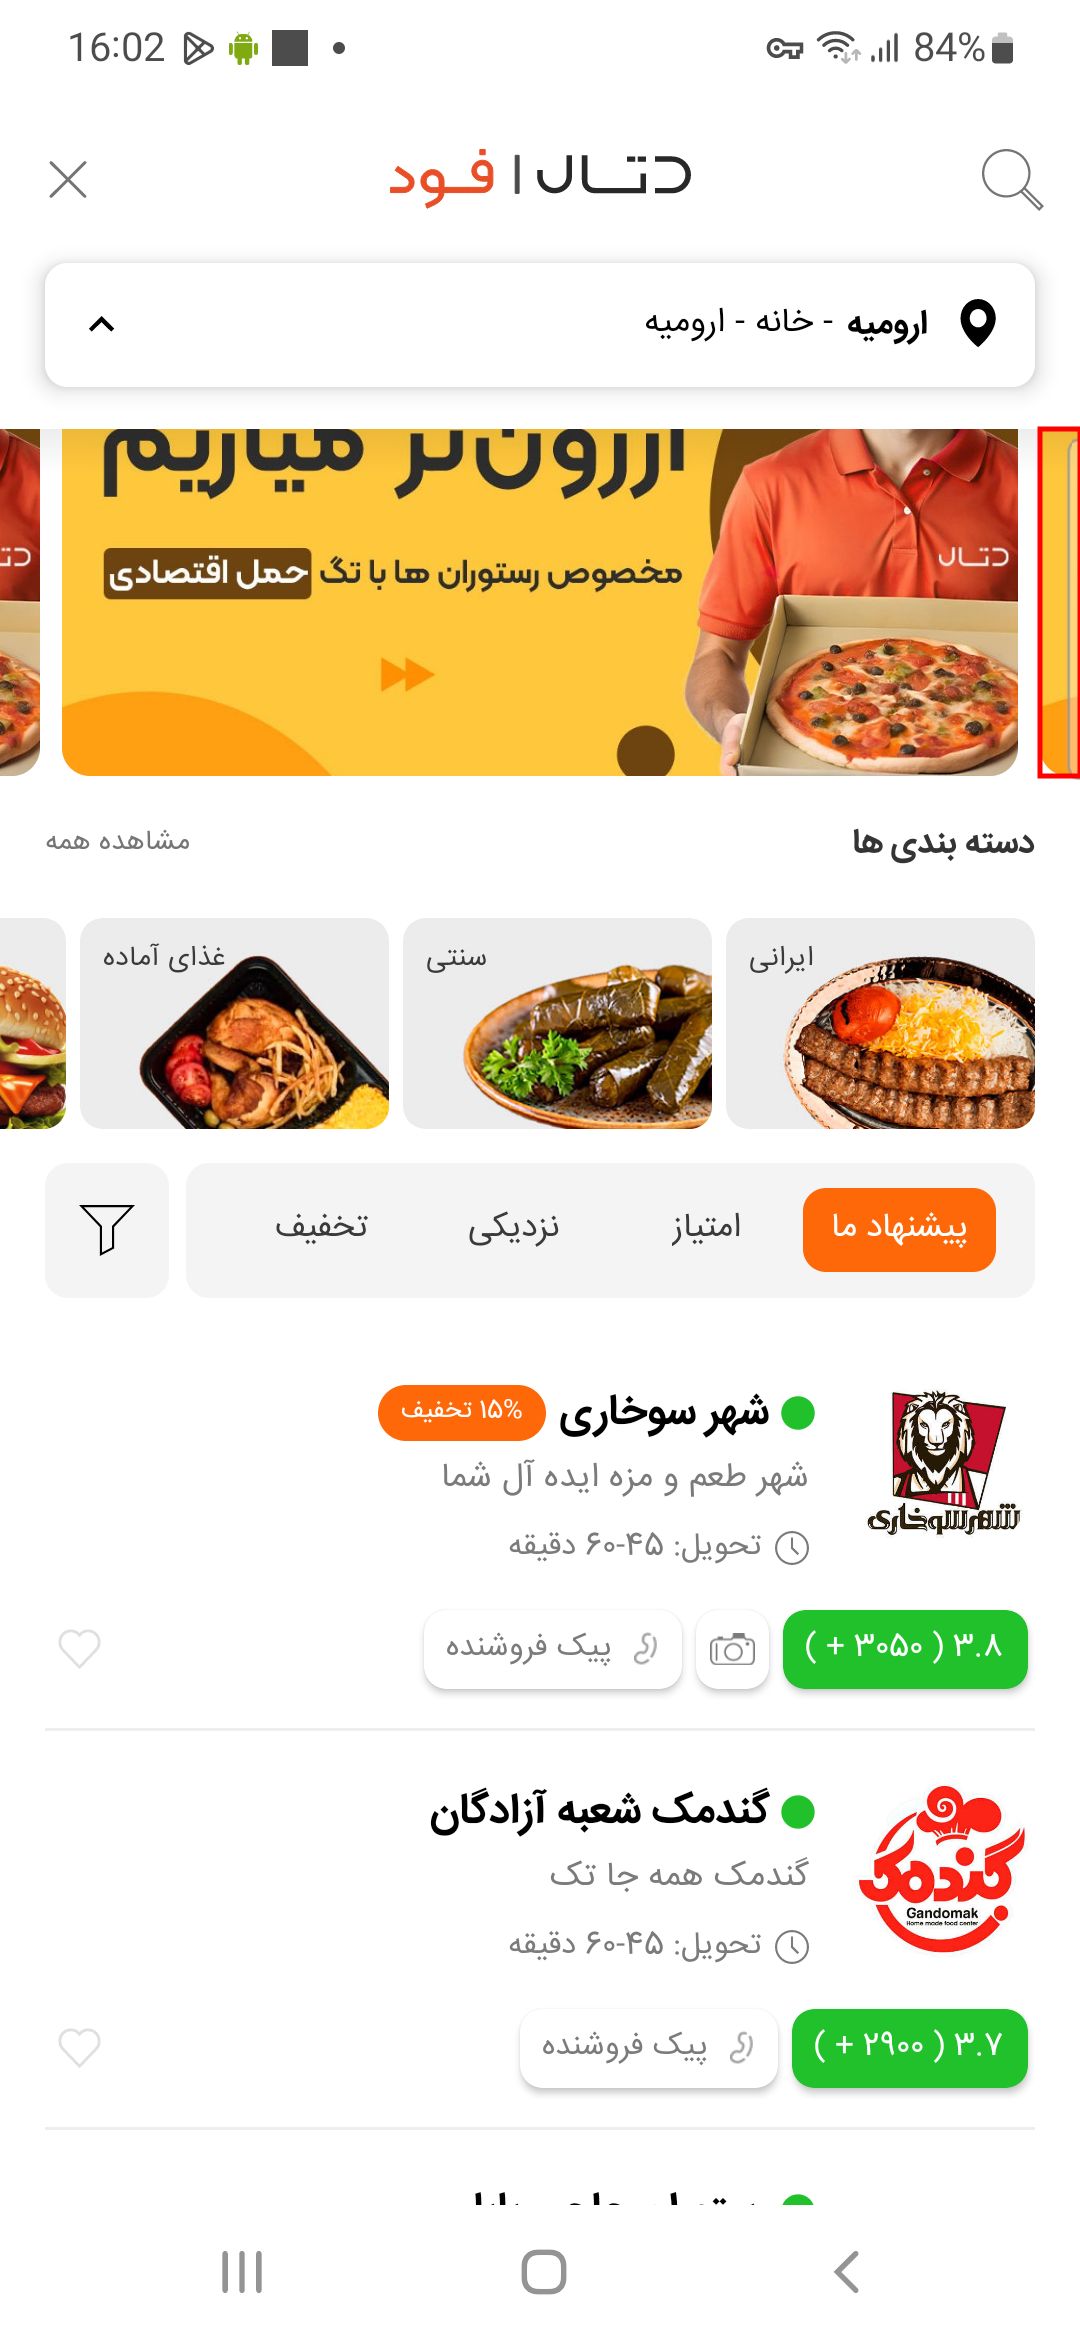 16:02
84%
دتال | فود
ارومیه - خانه - ارومیه
ارزون‌تر میاریم
مخصوص رستوران ها با تگ حمل اقتصادی
دتال
دسته بندی ها
مشاهده همه
ایرانی
سنتی
غذای آماده
پیشنهاد ما
امتیاز
نزدیکی
تخفیف
شهر سوخاری
۱۵% تخفیف
شهر طعم و مزه ایده آل شما
تحویل: ۴۵-۶۰ دقیقه
شهر سوخاری
۳.۸ ( ۳۰۵۰ + )
پیک فروشنده
گندمک شعبه آزادگان
گندمک همه جا تک
تحویل: ۴۵-۶۰ دقیقه
گندمک
Gandomak
Home made food center
۳.۷ ( ۲۹۰۰ + )
پیک فروشنده